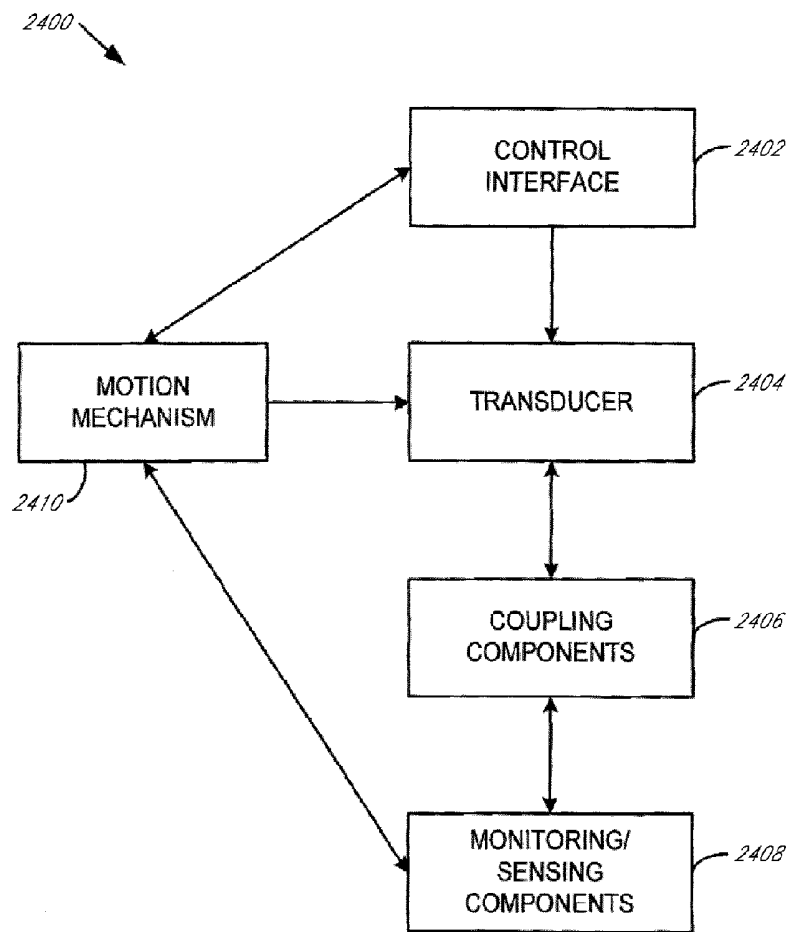 2400
CONTROL
INTERFACE
2402
MOTION
MECHANISM
2410
TRANSDUCER
2404
COUPLING
COMPONENTS
2406
MONITORING/
SENSING
COMPONENTS
2408